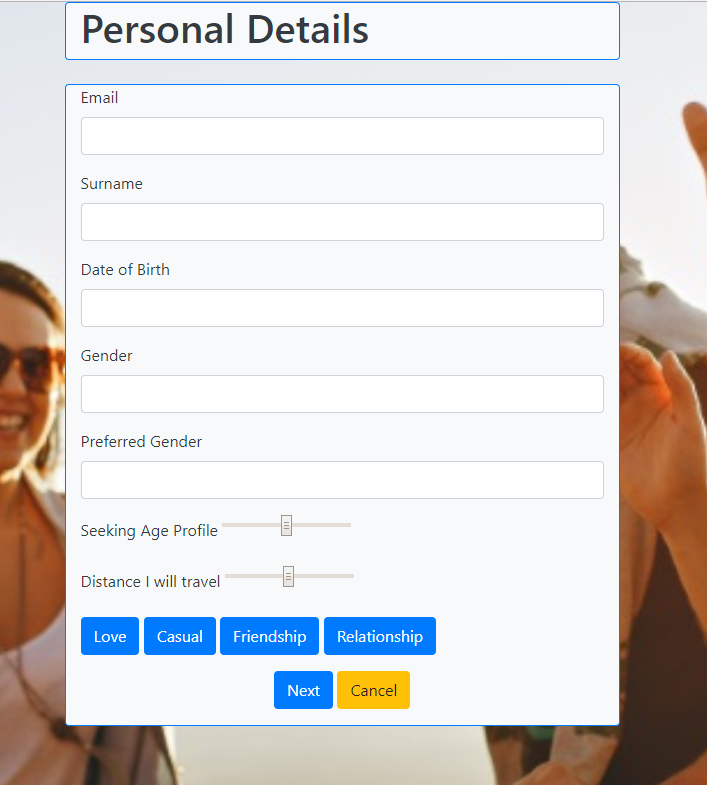 Personal Details
Email
Surname
Date of Birth
Gender
Preferred Gender
Seeking Age Profile
Distance I will travel
Love Casual Friendship Relationship
Next Cancel